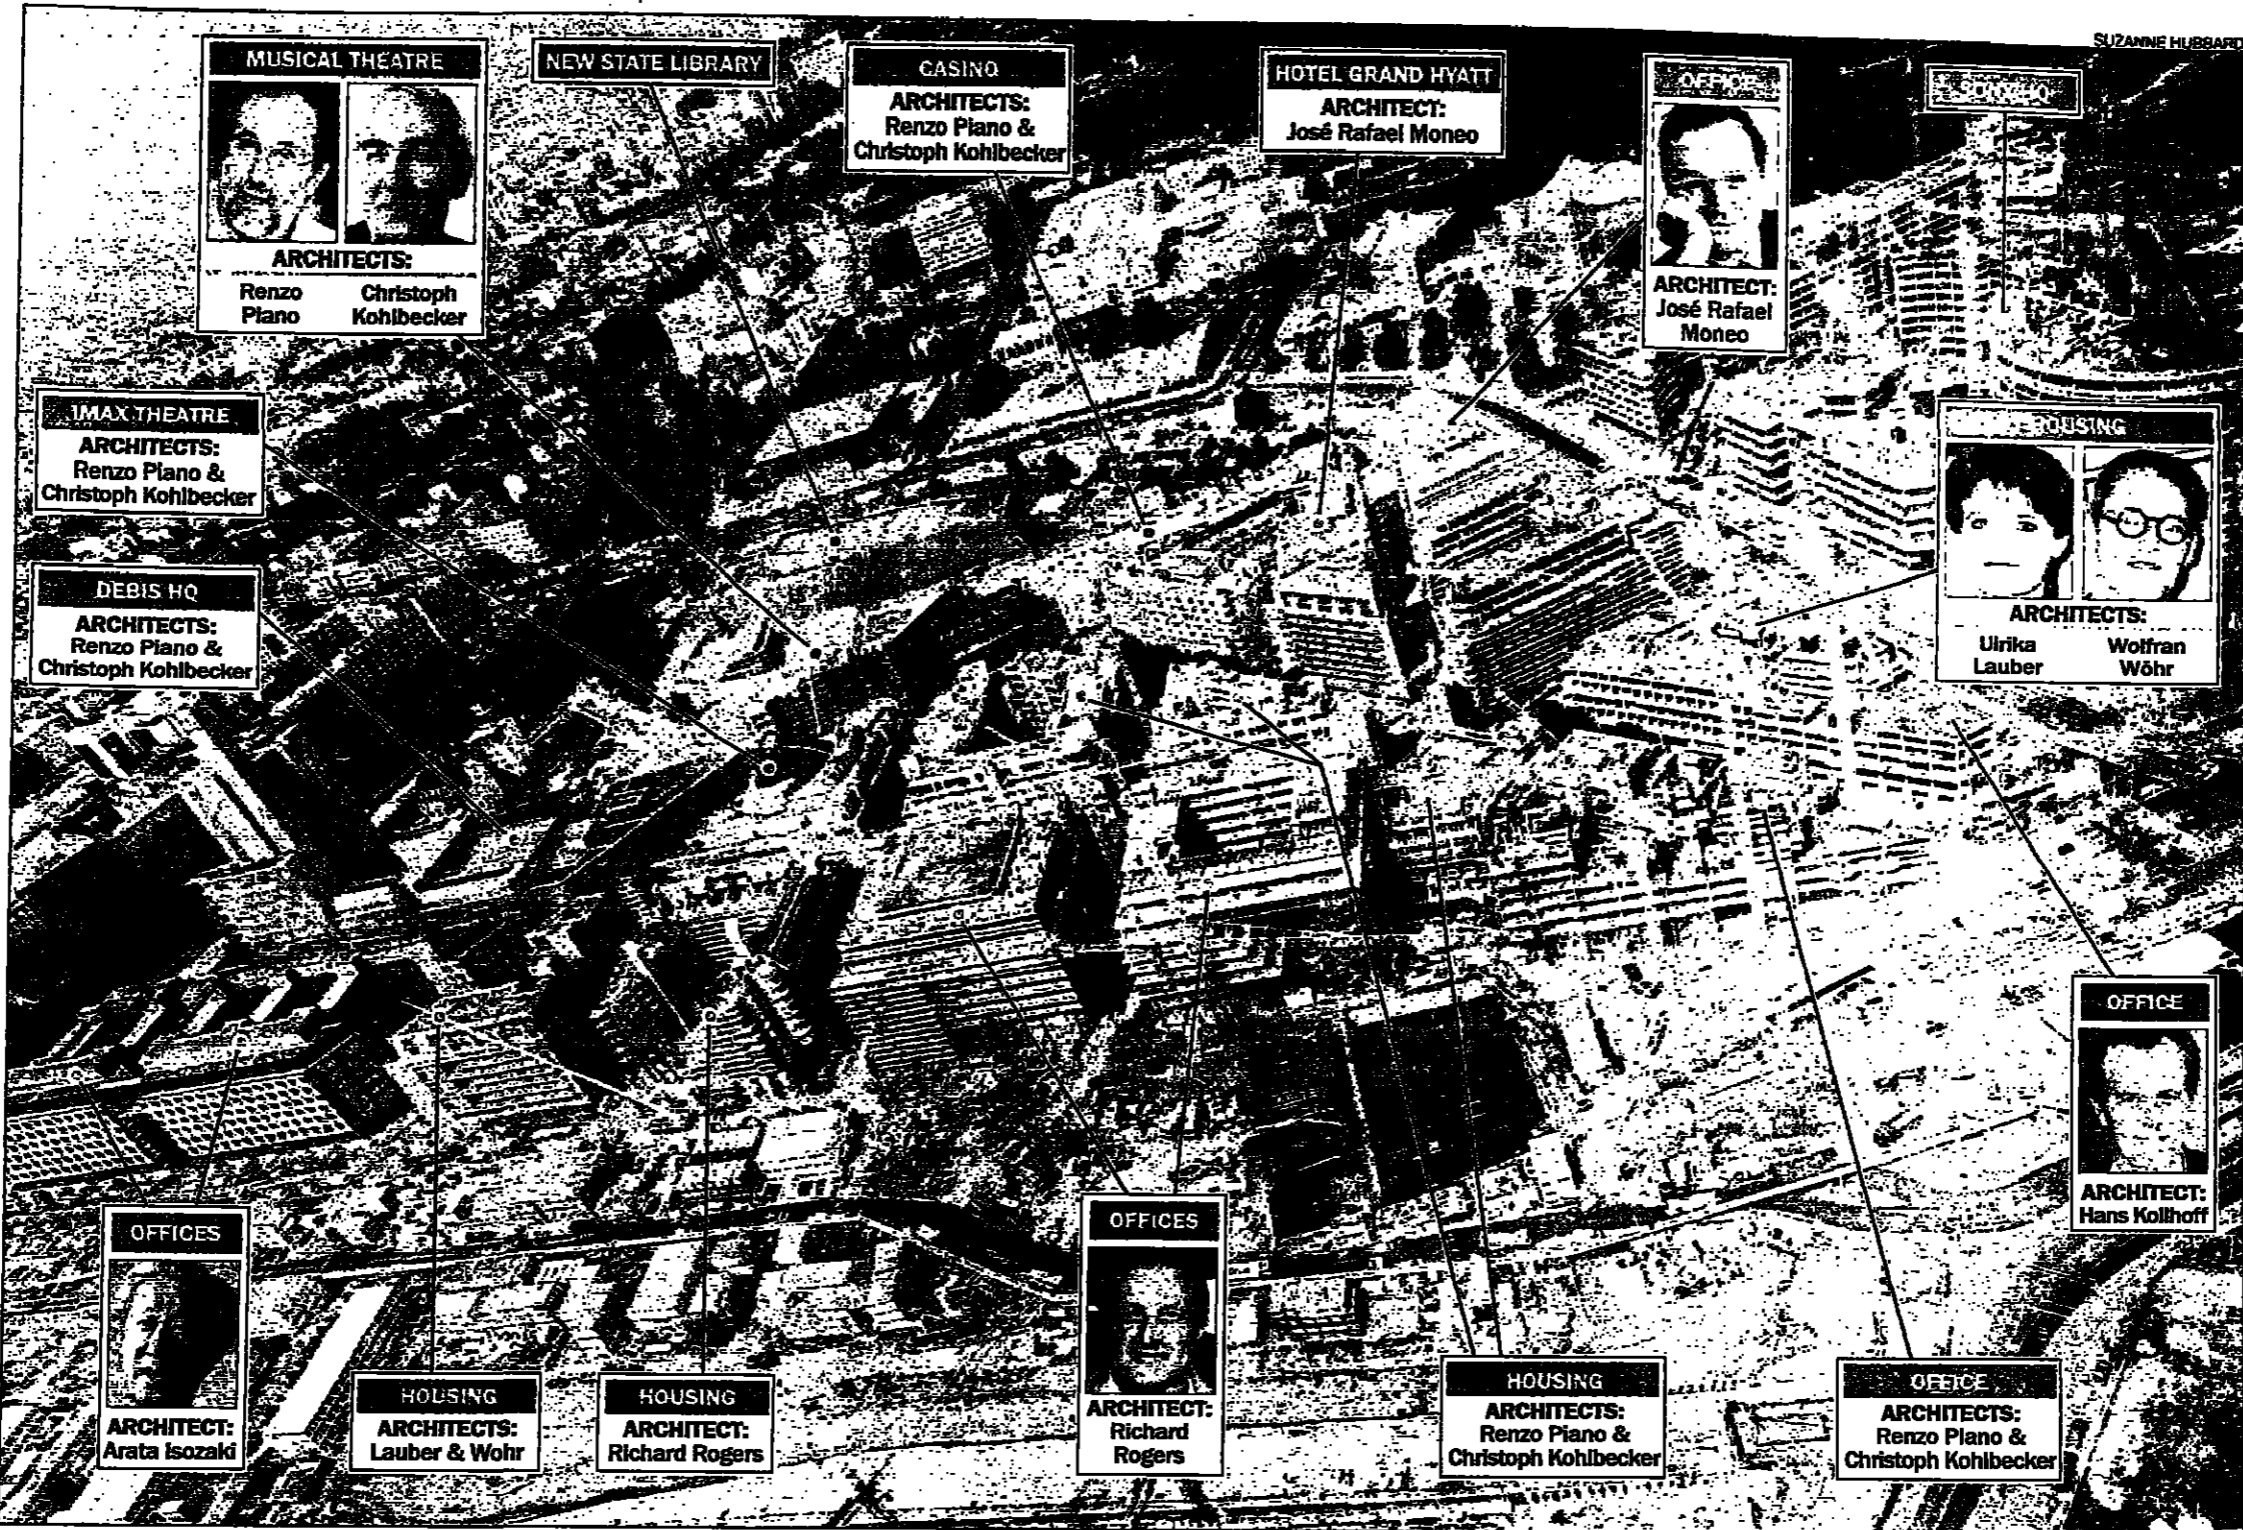 SUZANNE HUBBARD
MUSICAL THEATRE
ARCHITECTS:
Renzo Piano
Christoph Kohlbecker
NEW STATE LIBRARY
CASINO
ARCHITECTS:
Renzo Piano &
Christoph Kohlbecker
HOTEL GRAND HYATT
ARCHITECT:
José Rafael Moneo
OFFICE
ARCHITECT:
José Rafael
Moneo
SONY HQ
IMAX THEATRE
ARCHITECTS:
Renzo Piano &
Christoph Kohlbecker
HOUSING
ARCHITECTS:
Ulrika Lauber
Wolfran Wöhr
DEBIS HQ
ARCHITECTS:
Renzo Piano &
Christoph Kohlbecker
OFFICE
ARCHITECT:
Hans Kollhoff
OFFICES
ARCHITECT:
Arata Isozaki
HOUSING
ARCHITECTS:
Lauber & Wohr
HOUSING
ARCHITECT:
Richard Rogers
OFFICES
ARCHITECT:
Richard
Rogers
HOUSING
ARCHITECTS:
Renzo Piano &
Christoph Kohlbecker
OFFICE
ARCHITECTS:
Renzo Piano &
Christoph Kohlbecker